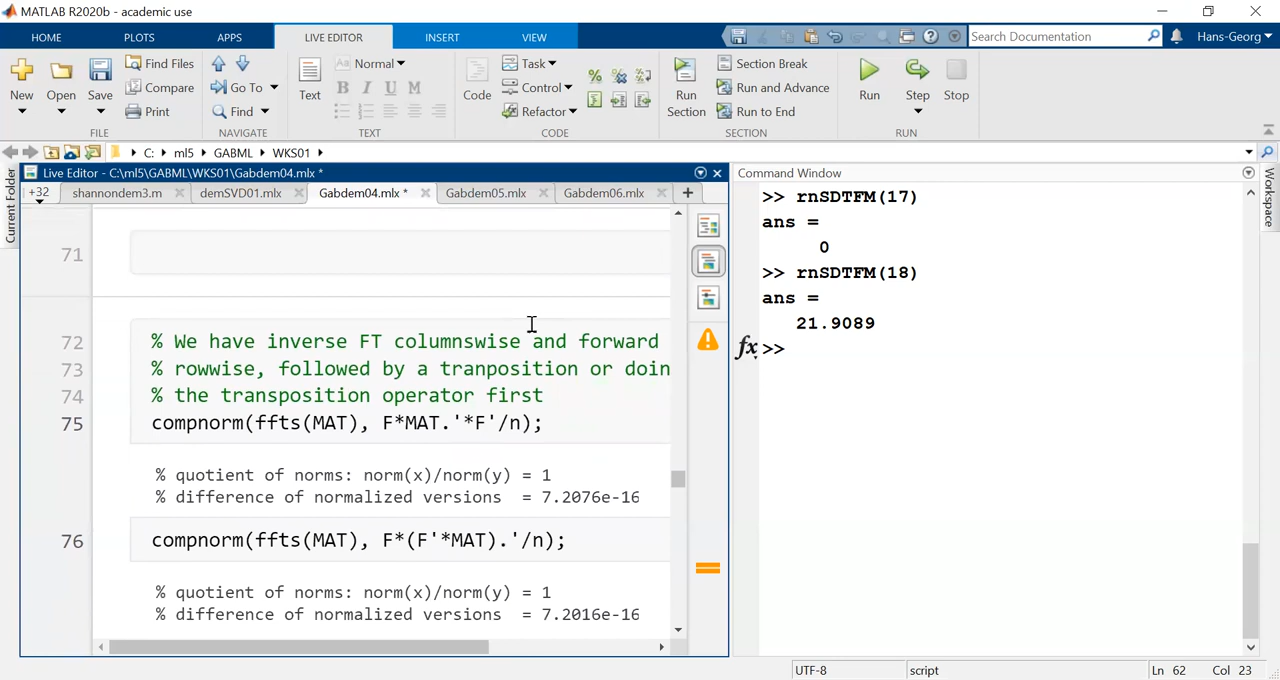 MATLAB R2020b - academic use
HOME PLOTS APPS LIVE EDITOR INSERT VIEW Search Documentation Hans-Georg
New Open Save Find Files Compare Print
FILE
Go To Find
NAVIGATE
Text Aa Normal B I U M
TEXT
Code Task Control Refactor
CODE
Run Section Section Break Run and Advance Run to End
SECTION
Run Step Stop
RUN
C: ml5 GABML WKS01
Current Folder
Live Editor - C:\ml5\GABML\WKS01\Gabdem04.mlx *
+32 shannondem3.m demSVD01.mlx Gabdem04.mlx * Gabdem05.mlx Gabdem06.mlx
71
72 % We have inverse FT columnswise and forward
73 % rowwise, followed by a tranposition or doin
74 % the transposition operator first
75 compnorm(ffts(MAT), F*MAT.'*F'/n);
% quotient of norms: norm(x)/norm(y) = 1
% difference of normalized versions = 7.2076e-16
76 compnorm(ffts(MAT), F*(F'*MAT).'/n);
% quotient of norms: norm(x)/norm(y) = 1
% difference of normalized versions = 7.2016e-16
Command Window
>> rnSDTFM(17)
ans =
0
>> rnSDTFM(18)
ans =
21.9089
fx >>
Workspace
UTF-8 script Ln 62 Col 23